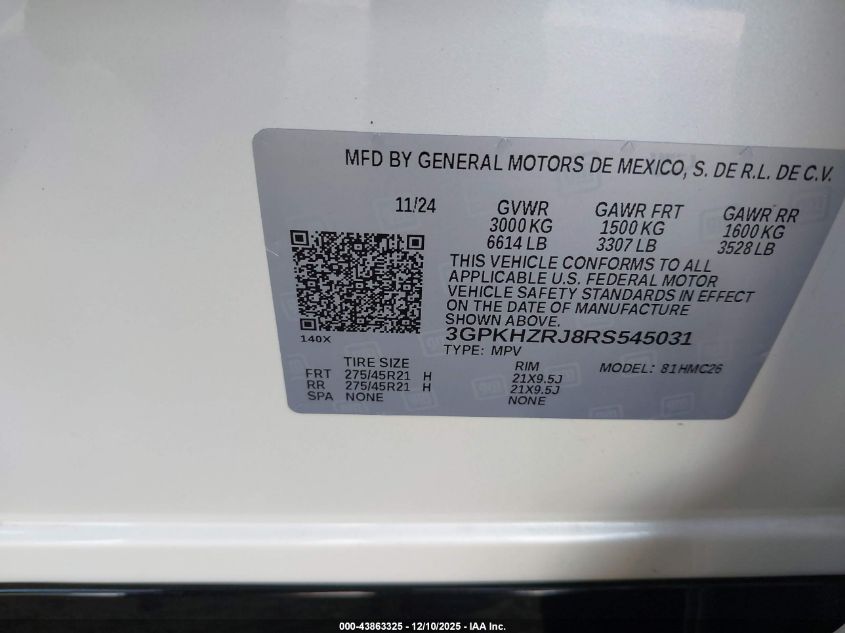 MFD BY GENERAL MOTORS DE MEXICO, S. DE R.L. DE C.V.
11/24 GVWR GAWR FRT GAWR RR
3000 KG 1500 KG 1600 KG
6614 LB 3307 LB 3528 LB
THIS VEHICLE CONFORMS TO ALL
APPLICABLE U.S. FEDERAL MOTOR
VEHICLE SAFETY STANDARDS IN EFFECT
ON THE DATE OF MANUFACTURE
SHOWN ABOVE.
140X
3GPKHZRJ8RS545031
TYPE: MPV
TIRE SIZE RIM MODEL: 81HMC26
FRT 275/45R21 H 21X9.5J
RR 275/45R21 H 21X9.5J
SPA NONE NONE
000-43863325 - 12/10/2025 - IAA Inc.